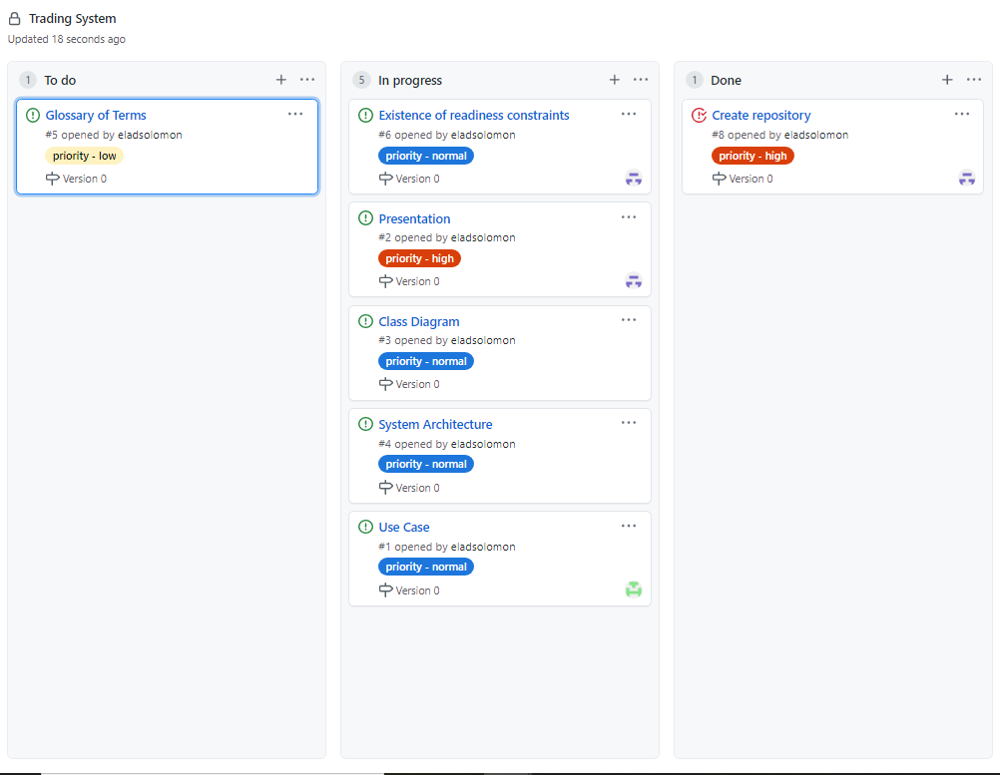 Trading System
Updated 18 seconds ago
1 To do
Glossary of Terms
#5 opened by eladsolomon
priority - low
Version 0
5 In progress
Existence of readiness constraints
#6 opened by eladsolomon
priority - normal
Version 0
Presentation
#2 opened by eladsolomon
priority - high
Version 0
Class Diagram
#3 opened by eladsolomon
priority - normal
Version 0
System Architecture
#4 opened by eladsolomon
priority - normal
Version 0
Use Case
#1 opened by eladsolomon
priority - normal
Version 0
1 Done
Create repository
#8 opened by eladsolomon
priority - high
Version 0